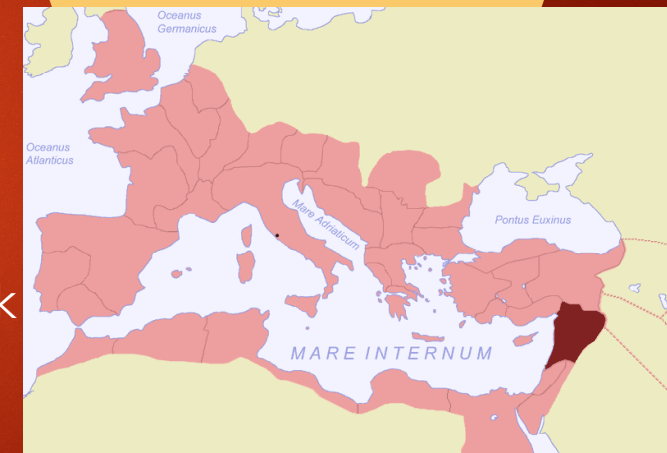 Oceanus
Germanicus
Oceanus
Atlanticus
Mare Adriaticum
Pontus Euxinus
MARE INTERNUM